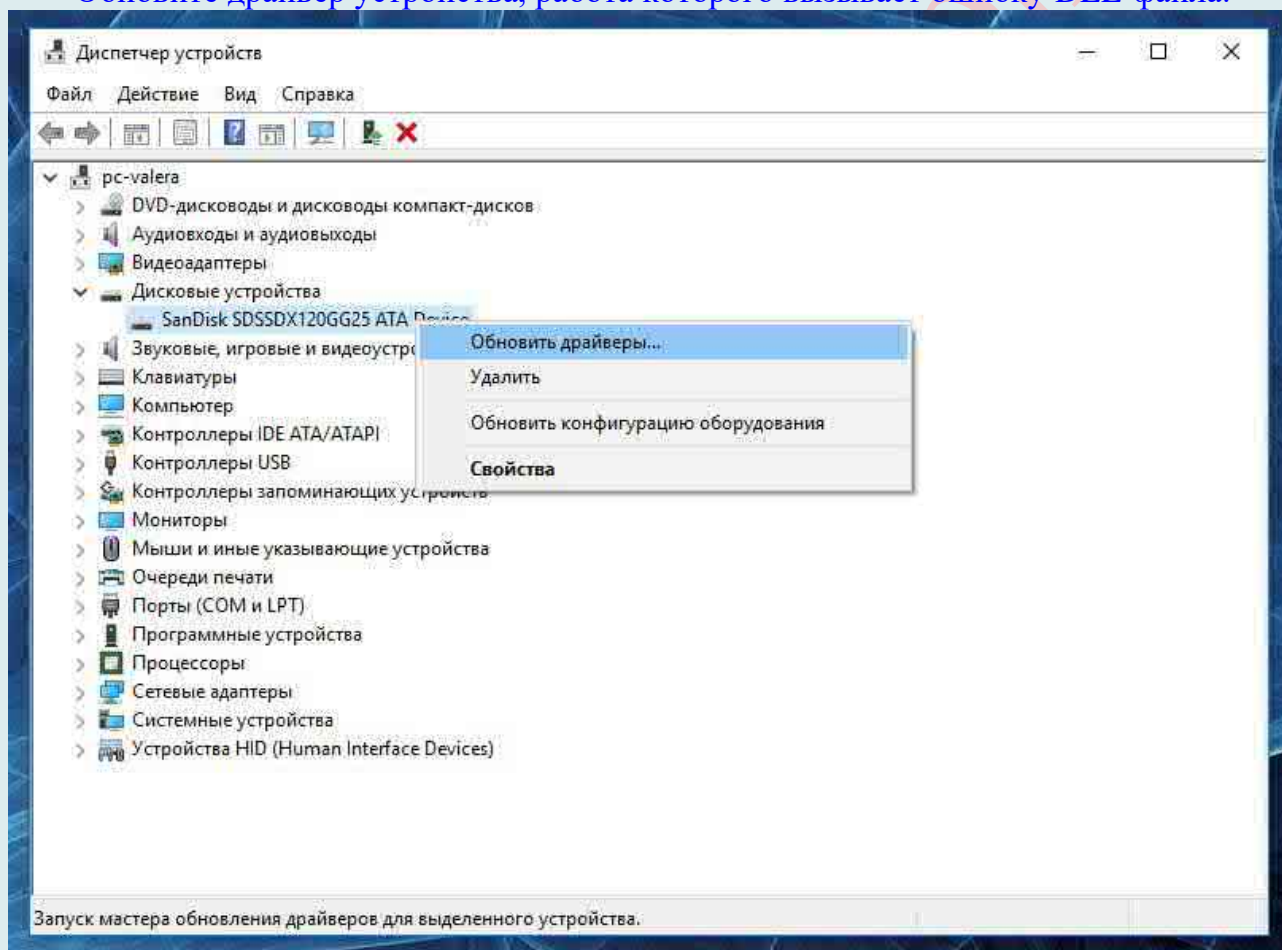 Обновите драйвер устройства, работа которого вызывает ошибку DLL-файла.
Диспетчер устройств
Файл Действие Вид Справка
pc-valera
DVD-дисководы и дисководы компакт-дисков
Аудиовходы и аудиовыходы
Видеоадаптеры
Дисковые устройства
SanDisk SDSSDX120GG25 ATA Device
Обновить драйверы...
Звуковые, игровые и видеоустро
Клавиатуры
Удалить
Компьютер
Обновить конфигурацию оборудования
Контроллеры IDE ATA/ATAPI
Контроллеры USB
Свойства
Контроллеры запоминающих устройств
Мониторы
Мыши и иные указывающие устройства
Очереди печати
Порты (COM и LPT)
Программные устройства
Процессоры
Сетевые адаптеры
Системные устройства
Устройства HID (Human Interface Devices)
Запуск мастера обновления драйверов для выделенного устройства.